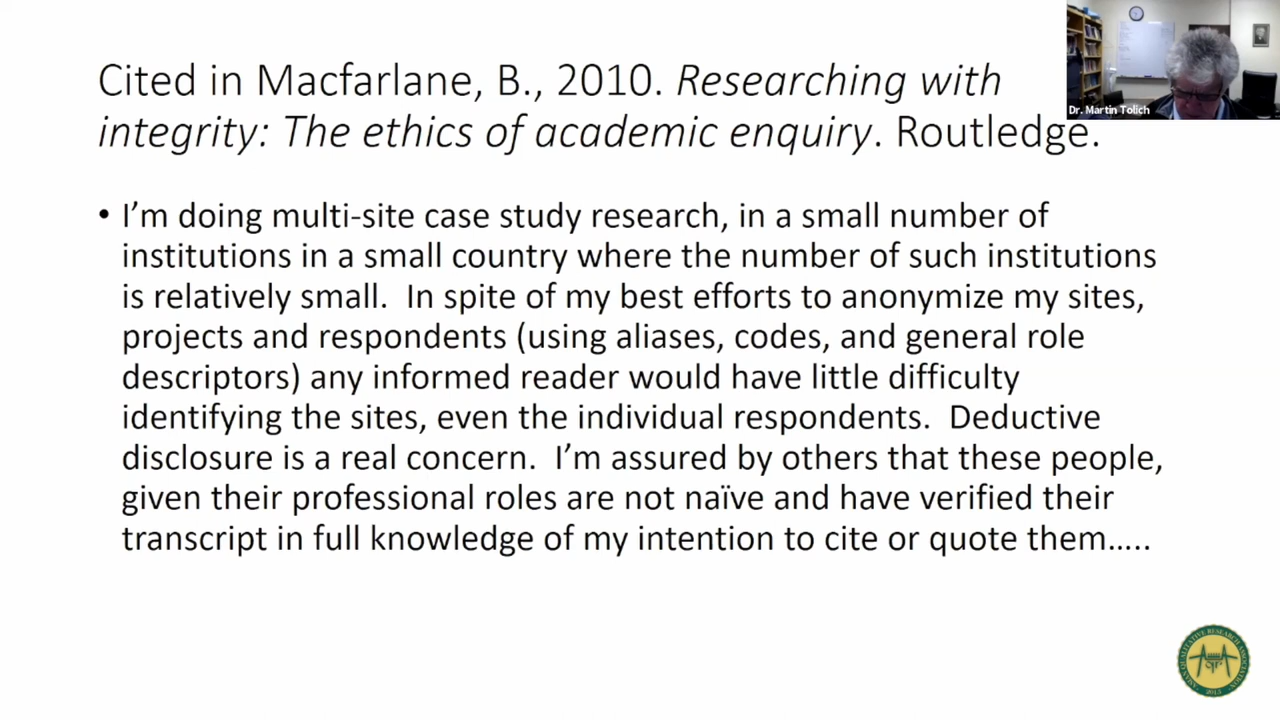 Cited in Macfarlane, B., 2010. Researching with
integrity: The ethics of academic enquiry. Routledge.
Dr. Martin Tolich
• I’m doing multi-site case study research, in a small number of
institutions in a small country where the number of such institutions
is relatively small.  In spite of my best efforts to anonymize my sites,
projects and respondents (using aliases, codes, and general role
descriptors) any informed reader would have little difficulty
identifying the sites, even the individual respondents.  Deductive
disclosure is a real concern.  I’m assured by others that these people,
given their professional roles are not naïve and have verified their
transcript in full knowledge of my intention to cite or quote them…..
ASIAN QUALITATIVE RESEARCH ASSOCIATION
2013